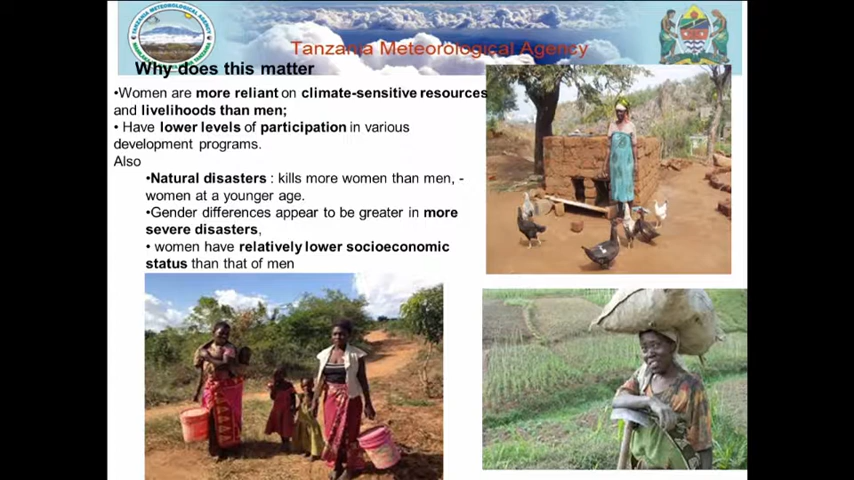 TANZANIA METEOROLOGICAL AGENCY
Tanzania Meteorological Agency
Why does this matter
•Women are more reliant on climate-sensitive resources
and livelihoods than men;
• Have lower levels of participation in various
development programs.
Also
•Natural disasters : kills more women than men, -
women at a younger age.
•Gender differences appear to be greater in more
severe disasters,
• women have relatively lower socioeconomic
status than that of men